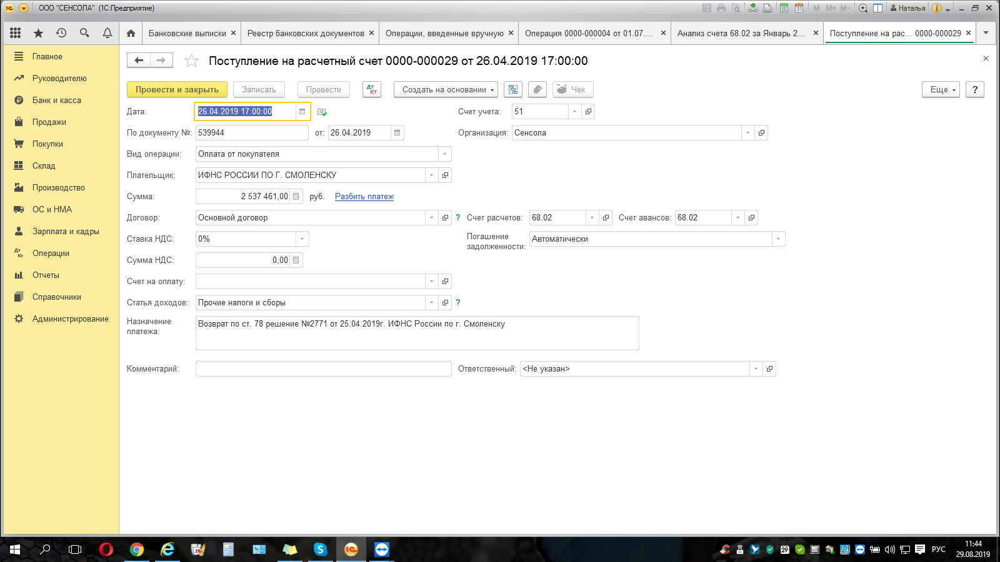 ООО "СЕНСОЛА" (1С:Предприятие)
M M+ M- Наталья
Банковские выписки
Реестр банковских документов
Операции, введенные вручную
Операция 0000-000004 от 01.07....
Анализ счета 68.02 за Январь 2...
Поступление на рас... 0000-000029
Главное
Руководителю
Банк и касса
Продажи
Покупки
Склад
Производство
ОС и НМА
Зарплата и кадры
Операции
Отчеты
Справочники
Администрирование
Поступление на расчетный счет 0000-000029 от 26.04.2019 17:00:00
Провести и закрыть Записать Провести Дт Кт Создать на основании Чек Еще ?
Дата: 26.04.2019 17:00:00 Счет учета: 51
По документу №: 539944 от: 26.04.2019 Организация: Сенсола
Вид операции: Оплата от покупателя
Плательщик: ИФНС РОССИИ ПО Г. СМОЛЕНСКУ
Сумма: 2 537 461,00 руб. Разбить платеж
Договор: Основной договор ? Счет расчетов: 68.02 Счет авансов: 68.02
Ставка НДС: 0% Погашение задолженности: Автоматически
Сумма НДС: 0,00
Счет на оплату:
Статья доходов: Прочие налоги и сборы ?
Назначение платежа: Возврат по ст. 78 решение №2771 от 25.04.2019г. ИФНС России по г. Смоленску
Комментарий: Ответственный: <Не указан>
29 РУС 11:44
29.08.2019